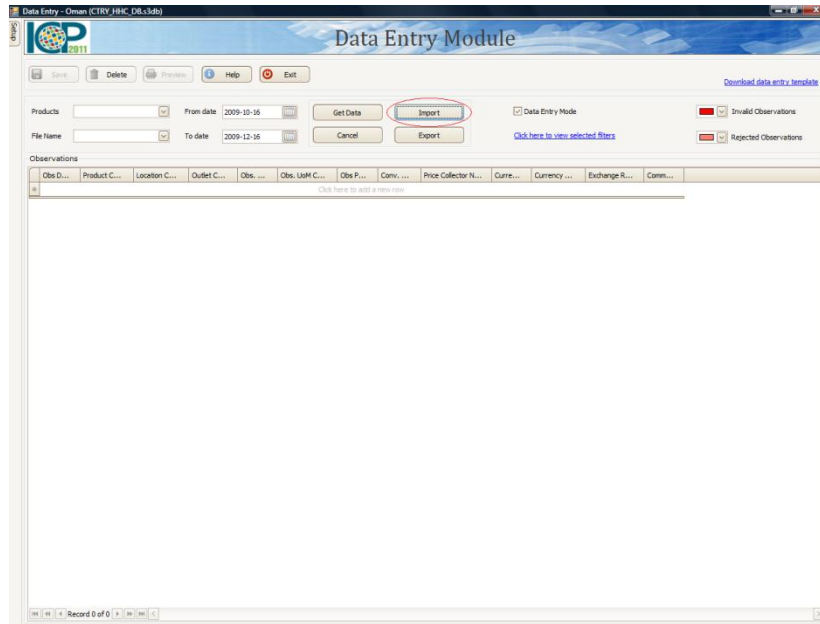 Data Entry - Oman (CTRY_HHC_DB.s3db)
Setup
ICP 2011
Data Entry Module
Save Delete Preview Help Exit
Download data entry template
Products From date 2009-10-16 Get Data Import Data Entry Mode Invalid Observations
File Name To date 2009-12-16 Cancel Export Click here to view selected filters Rejected Observations
Observations
Obs D... Product C... Location C... Outlet C... Obs. ... Obs. UoM C... Obs P... Conv. ... Price Collector N... Curre... Currency ... Exchange R... Comm...
Click here to add a new row
Record 0 of 0